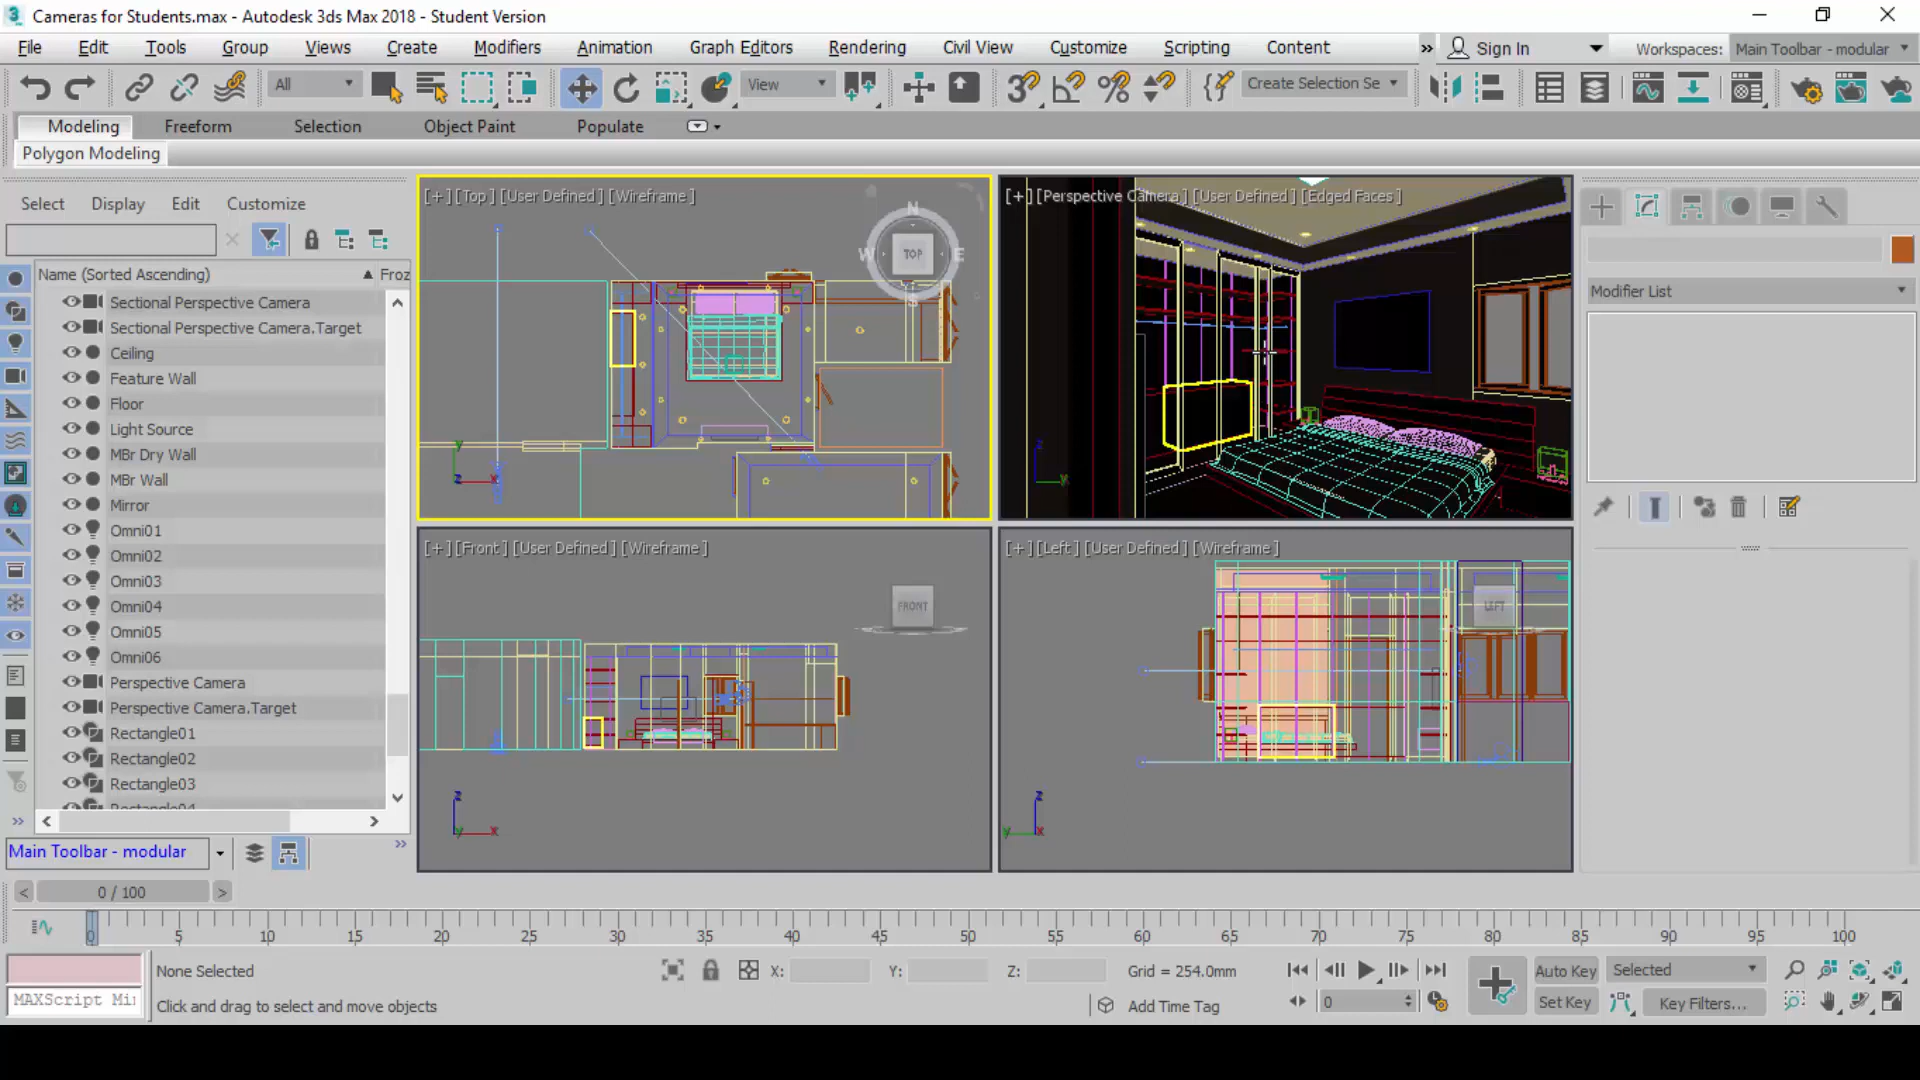 Cameras for Students.max - Autodesk 3ds Max 2018 - Student Version
File Edit Tools Group Views Create Modifiers Animation Graph Editors Rendering Civil View Customize Scripting Content » Sign In Workspaces: Main Toolbar - modular
All View 3 Create Selection Se
Modeling Freeform Selection Object Paint Populate
Polygon Modeling
Select Display Edit Customize
Name (Sorted Ascending) Froz
Sectional Perspective Camera
Sectional Perspective Camera.Target
Ceiling
Feature Wall
Floor
Light Source
MBr Dry Wall
MBr Wall
Mirror
Omni01
Omni02
Omni03
Omni04
Omni05
Omni06
Perspective Camera
Perspective Camera.Target
Rectangle01
Rectangle02
Rectangle03
Rectangle04
Main Toolbar - modular
[+] [Top] [User Defined] [Wireframe]
N
W TOP E
S
y
z x
[+] [Perspective Camera] [User Defined] [Edged Faces]
z
y
[+] [Front] [User Defined] [Wireframe]
FRONT
z
y x
[+] [Left] [User Defined] [Wireframe]
LEFT
z
y x
Modifier List
< 0 / 100 >
0 5 10 15 20 25 30 35 40 45 50 55 60 65 70 75 80 85 90 95 100
None Selected X: Y: Z: Grid = 254.0mm Auto Key Selected
MAXScript Mi Click and drag to select and move objects Add Time Tag 0 Set Key Key Filters...